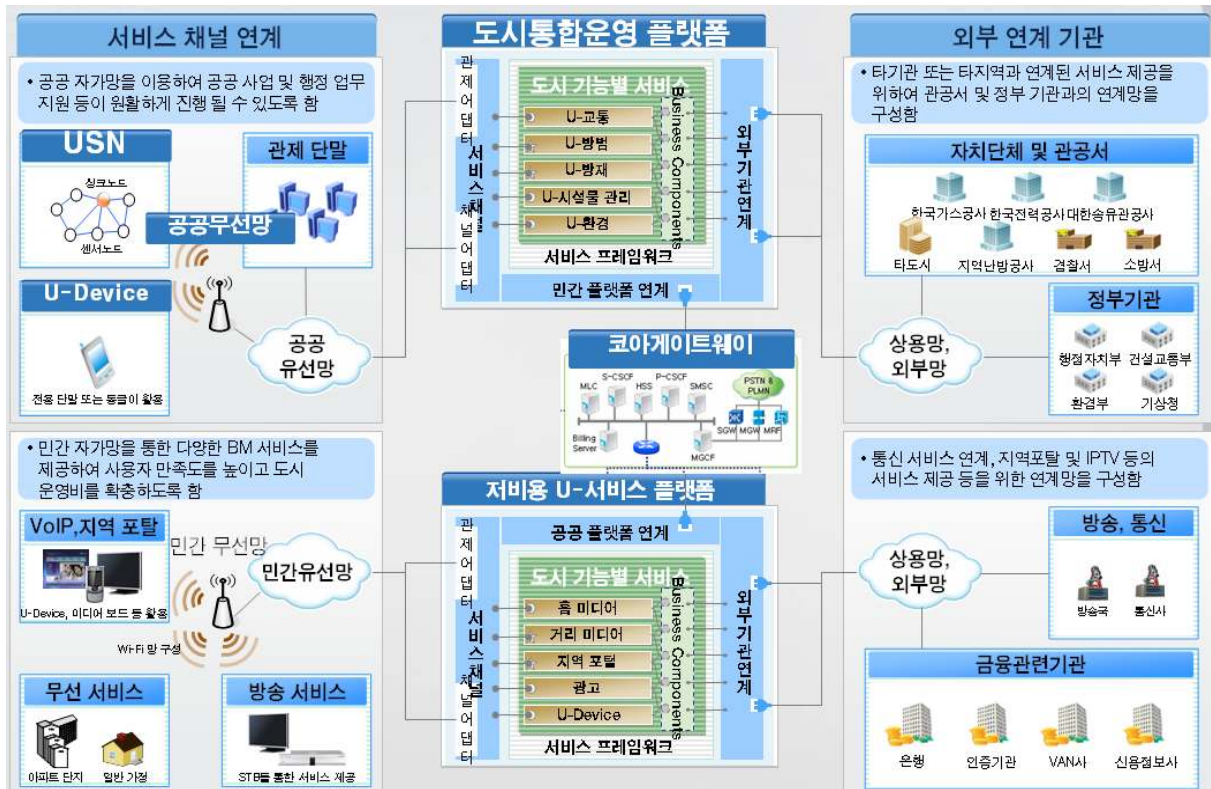 서비스 채널 연계
• 공공 자가망을 이용하여 공공 사업 및 행정 업무
지원 등이 원활하게 진행 될 수 있도록 함
USN
싱크노드
센서노드
관제 단말
공공무선망
U-Device
전용 단말 또는 동글이 활용
공공
유선망
• 민간 자가망을 통한 다양한 BM 서비스를
제공하여 사용자 만족도를 높이고 도시
운영비를 확충하도록 함
VoIP,지역 포탈
U-Device, 미디어 보드 등 활용
민간 무선망
민간유선망
Wi-Fi 망 구성
무선 서비스
아파트 단지
일반 가정
방송 서비스
STB를 통한 서비스 제공
도시통합운영 플랫폼
관제어댑터
서비스채널
채널어댑터
도시 기능별 서비스
U-교통
U-방범
U-방재
U-시설물 관리
U-환경
Business Components
서비스 프레임워크
외부기관연계
민간 플랫폼 연계
코아게이트웨이
S-CSCF
P-CSCF
MLC
HSS
SMSC
PSTN &
PLMN
SGW MGW MRF
Billing
Server
MGCF
저비용 U-서비스 플랫폼
관제어댑터
서비스채널
채널어댑터
공공 플랫폼 연계
도시 기능별 서비스
홈 미디어
거리 미디어
지역 포털
광고
U-Device
Business Components
서비스 프레임워크
외부기관연계
외부 연계 기관
• 타기관 또는 타지역과 연계된 서비스 제공을
위하여 관공서 및 정부 기관과의 연계망을
구성함
자치단체 및 관공서
한국가스공사 한국전력공사 대한송유관공사
타도시
지역난방공사
경찰서
소방서
상용망,
외부망
정부기관
행정자치부
건설교통부
환경부
기상청
• 통신 서비스 연계, 지역포탈 및 IPTV 등의
서비스 제공 등을 위한 연계망을 구성함
상용망,
외부망
방송, 통신
방송국
통신사
금융관련기관
은행
인증기관
VAN사
신용정보사